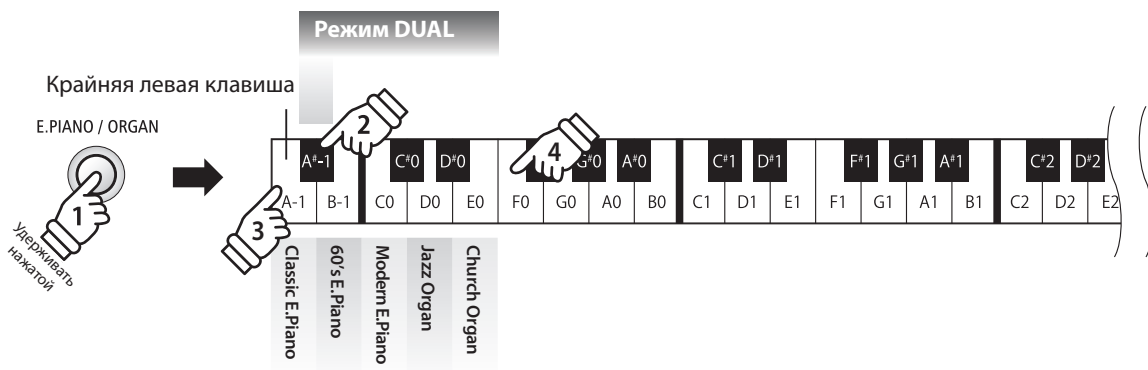 Режим DUAL
Крайняя левая клавиша
E.PIANO / ORGAN
1
Удерживать
нажатой
2
3
4
A#-1 C#0 D#0 G#0 A#0 C#1 D#1 F#1 G#1 A#1 C#2 D#2
A-1 B-1 C0 D0 E0 F0 G0 A0 B0 C1 D1 E1 F1 G1 A1 B1 C2 D2 E2
Classic E.Piano
60's E.Piano
Modern E.Piano
Jazz Organ
Church Organ